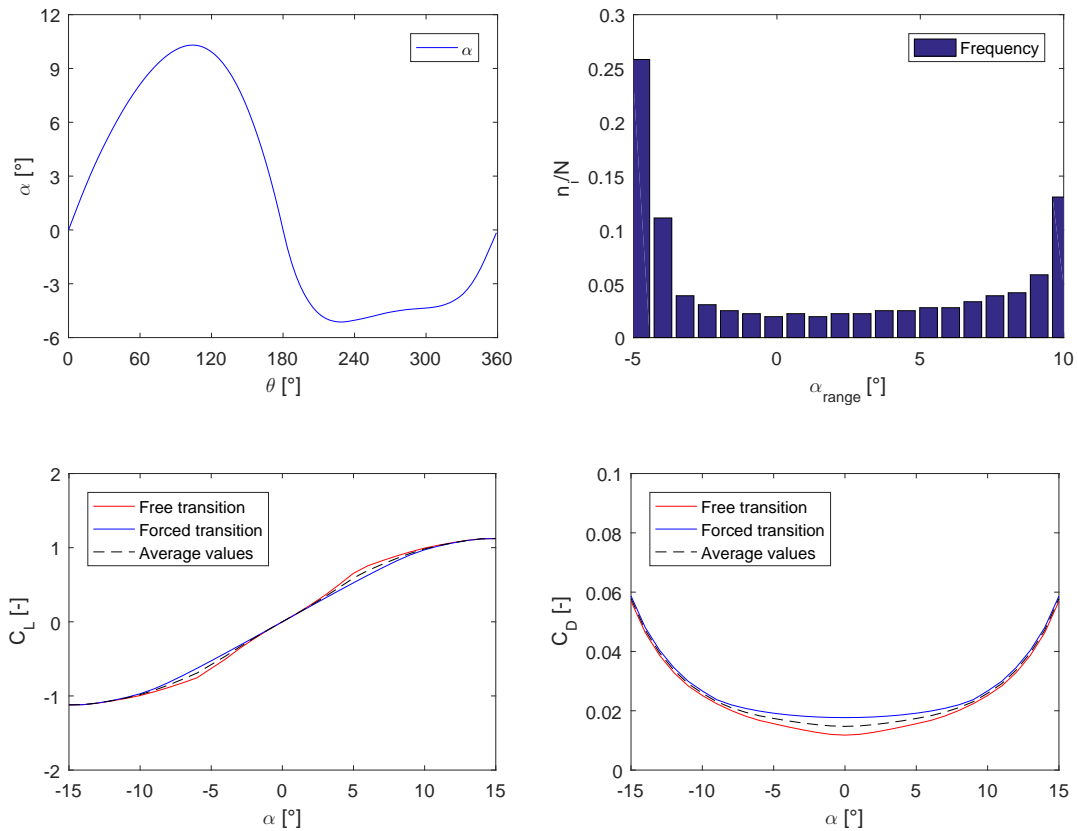 12
9
6
3
0
-3
-6
α [°]
α
0 60 120 180 240 300 360
θ [°]
0.3
0.25
0.2
0.15
0.1
0.05
0
n_i/N
Frequency
-5 0 5 10
α_range [°]
2
1
0
-1
-2
C_L [-]
Free transition
Forced transition
Average values
-15 -10 -5 0 5 10 15
α [°]
0.1
0.08
0.06
0.04
0.02
0
C_D [-]
Free transition
Forced transition
Average values
-15 -10 -5 0 5 10 15
α [°]